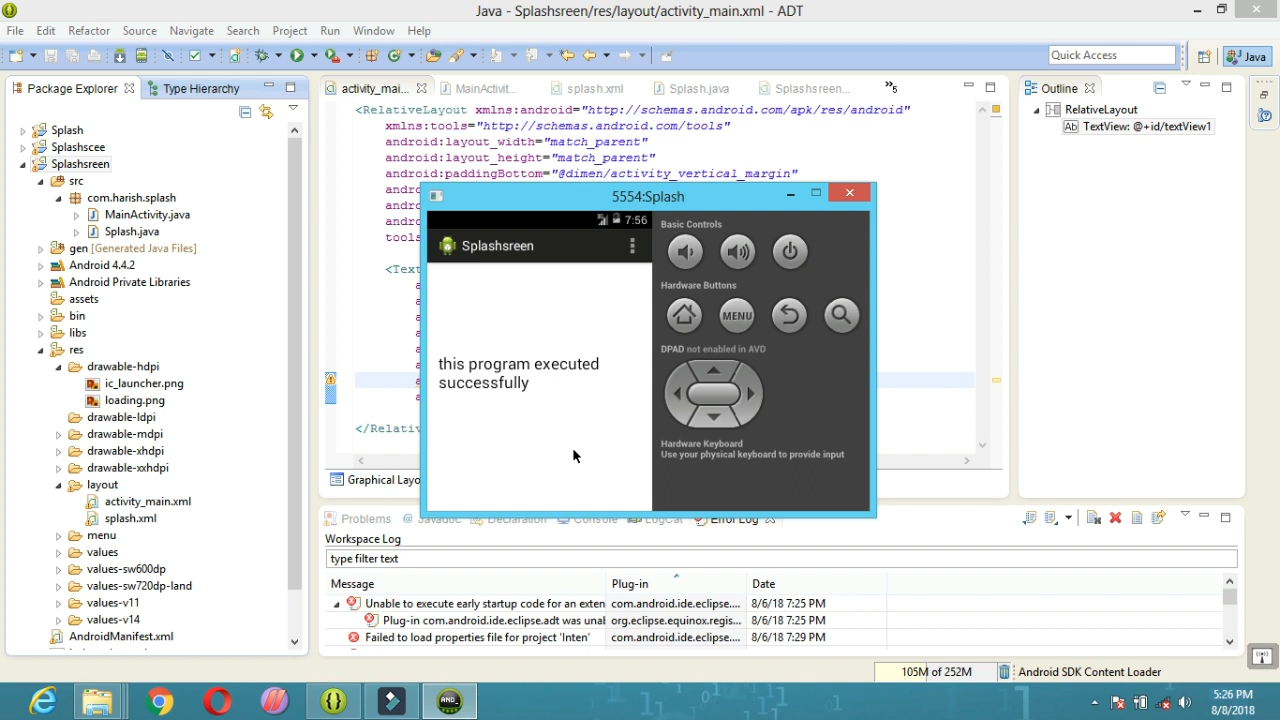 Java - Splashsreen/res/layout/activity_main.xml - ADT
File Edit Refactor Source Navigate Search Project Run Window Help
Quick Access
Java
Package Explorer
Type Hierarchy
activity_mai...
MainActivit...
splash.xml
Splash.java
Splashsreen...
»5
Outline
Splash
Splashscee
Splashsreen
src
com.harish.splash
MainActivity.java
Splash.java
gen [Generated Java Files]
Android 4.4.2
Android Private Libraries
assets
bin
libs
res
drawable-hdpi
ic_launcher.png
loading.png
drawable-ldpi
drawable-mdpi
drawable-xhdpi
drawable-xxhdpi
layout
activity_main.xml
splash.xml
menu
values
values-sw600dp
values-sw720dp-land
values-v11
values-v14
AndroidManifest.xml
<RelativeLayout xmlns:android="http://schemas.android.com/apk/res/android"
xmlns:tools="http://schemas.android.com/tools"
android:layout_width="match_parent"
android:layout_height="match_parent"
android:paddingBottom="@dimen/activity_vertical_margin"
andro
andro
andro
tools
<Text
a
a
a
a
a
a
a
a
</Relati
Graphical Layo
5554:Splash
7:56
Splashsreen
this program executed
successfully
Basic Controls
Hardware Buttons
MENU
DPAD not enabled in AVD
Hardware Keyboard
Use your physical keyboard to provide input
RelativeLayout
Ab TextView: @+id/textView1
Problems
@ Javadoc
Declaration
Console
LogCat
Error Log
Workspace Log
type filter text
Message Plug-in Date
Unable to execute early startup code for an exten com.android.ide.eclipse.... 8/6/18 7:25 PM
Plug-in com.android.ide.eclipse.adt was unab org.eclipse.equinox.regis... 8/6/18 7:25 PM
Failed to load properties file for project 'Inten' com.android.ide.eclipse.... 8/6/18 7:29 PM
105M of 252M
Android SDK Content Loader
5:26 PM
8/8/2018